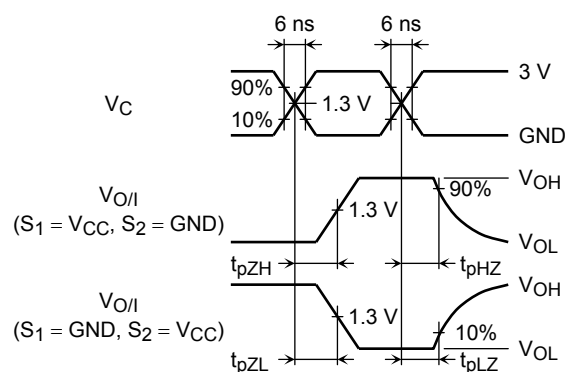 6 ns 6 ns
3 V
90%
VC 1.3 V
10%
GND
VOH
VO/I 90%
(S1 = VCC, S2 = GND) 1.3 V
VOL
tpZH tpHZ
VOH
VO/I
(S1 = GND, S2 = VCC) 1.3 V
10%
VOL
tpZL tpLZ